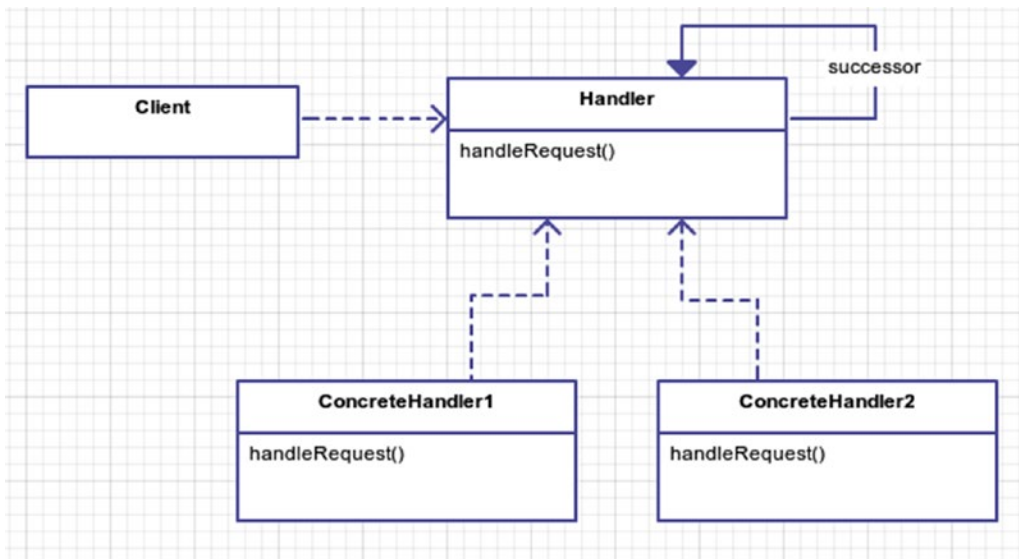 successor
Client
Handler
handleRequest()
ConcreteHandler1
handleRequest()
ConcreteHandler2
handleRequest()